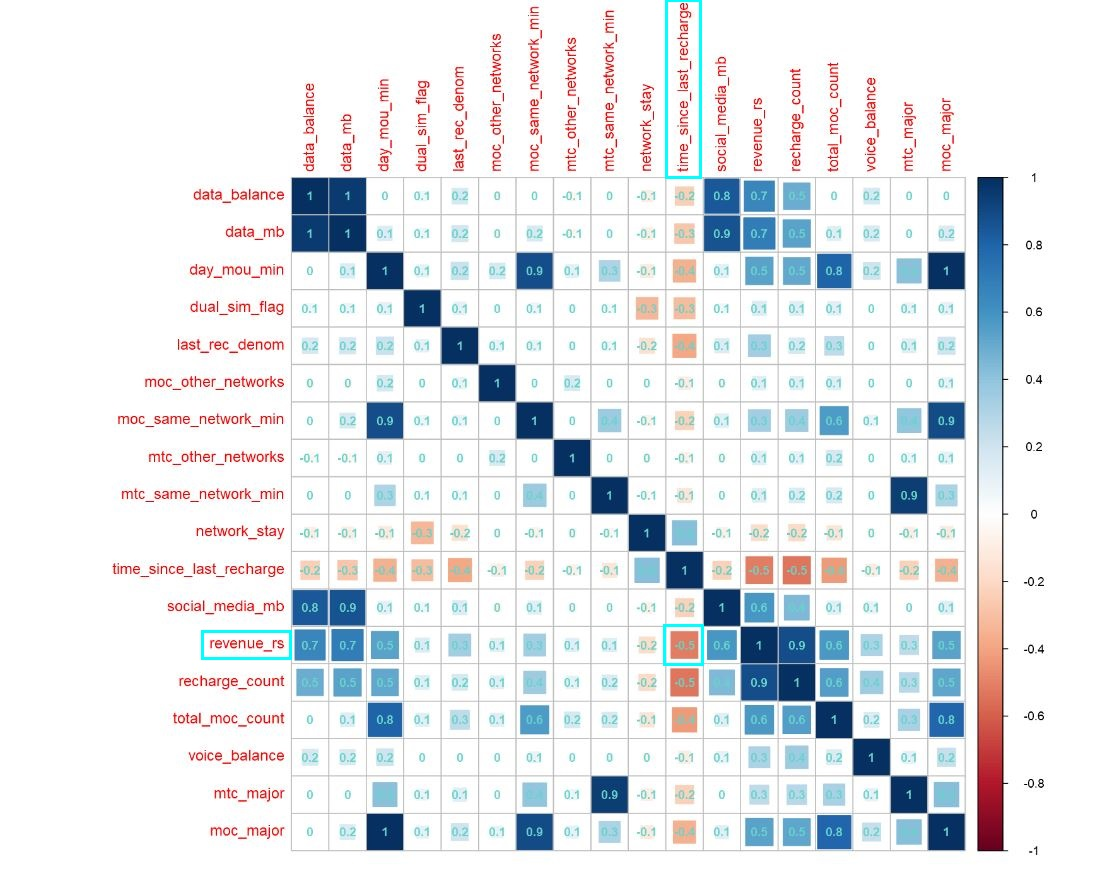 data_balance
data_mb
day_mou_min
dual_sim_flag
last_rec_denom
moc_other_networks
moc_same_network_min
mtc_other_networks
mtc_same_network_min
network_stay
time_since_last_recharge
social_media_mb
revenue_rs
recharge_count
total_moc_count
voice_balance
mtc_major
moc_major
data_balance 1 1 0 0.1 0.2 0 0 -0.1 0 -0.1 -0.2 0.8 0.7 0.5 0 0.2 0 0
data_mb 1 1 0.1 0.1 0.2 0 0.2 -0.1 0 -0.1 -0.3 0.9 0.7 0.5 0.1 0.2 0 0.2
day_mou_min 0 0.1 1 0.1 0.2 0.2 0.9 0.1 0.3 -0.1 -0.4 0.1 0.5 0.5 0.8 0.2 1
dual_sim_flag 0.1 0.1 0.1 1 0.1 0 0.1 0 0.1 -0.3 -0.3 0.1 0.1 0.1 0.1 0 0.1 0.1
last_rec_denom 0.2 0.2 0.2 0.1 1 0.1 0.1 0 0.1 -0.2 -0.4 0.1 0.3 0.2 0.3 0 0.1 0.2
moc_other_networks 0 0 0.2 0 0.1 1 0 0.2 0 0 -0.1 0 0.1 0.1 0.1 0 0 0.1
moc_same_network_min 0 0.2 0.9 0.1 0.1 0 1 0 0.4 -0.1 -0.2 0.1 0.3 0.4 0.6 0.1 0.4 0.9
mtc_other_networks -0.1 -0.1 0.1 0 0 0.2 0 1 0 0 -0.1 0 0.1 0.1 0.2 0 0.1 0.1
mtc_same_network_min 0 0 0.3 0.1 0.1 0 0.4 0 1 -0.1 -0.1 0 0.1 0.2 0.2 0 0.9 0.3
network_stay -0.1 -0.1 -0.1 -0.3 -0.2 0 -0.1 0 -0.1 1 -0.1 -0.2 -0.2 -0.1 0 -0.1 -0.1
time_since_last_recharge -0.2 -0.3 -0.4 -0.3 -0.4 -0.1 -0.2 -0.1 -0.1 1 -0.2 -0.5 -0.5 -0.4 -0.1 -0.2 -0.4
social_media_mb 0.8 0.9 0.1 0.1 0.1 0 0.1 0 0 -0.1 -0.2 1 0.6 0.4 0.1 0.1 0 0.1
revenue_rs 0.7 0.7 0.5 0.1 0.3 0.1 0.3 0.1 0.1 -0.2 -0.5 0.6 1 0.9 0.6 0.3 0.3 0.5
recharge_count 0.5 0.5 0.5 0.1 0.2 0.1 0.4 0.1 0.2 -0.2 -0.5 0.4 0.9 1 0.6 0.4 0.3 0.5
total_moc_count 0 0.1 0.8 0.1 0.3 0.1 0.6 0.2 0.2 -0.1 -0.4 0.1 0.6 0.6 1 0.2 0.3 0.8
voice_balance 0.2 0.2 0.2 0 0 0 0.1 0 0 0 -0.1 0.1 0.3 0.4 0.2 1 0.1 0.2
mtc_major 0 0 0.1 0.1 0 0.4 0.1 0.9 -0.1 -0.2 0 0.3 0.3 0.3 0.1 1
moc_major 0 0.2 1 0.1 0.2 0.1 0.9 0.1 0.3 -0.1 -0.4 0.1 0.5 0.5 0.8 0.2 1
1
0.8
0.6
0.4
0.2
0
-0.2
-0.4
-0.6
-0.8
-1